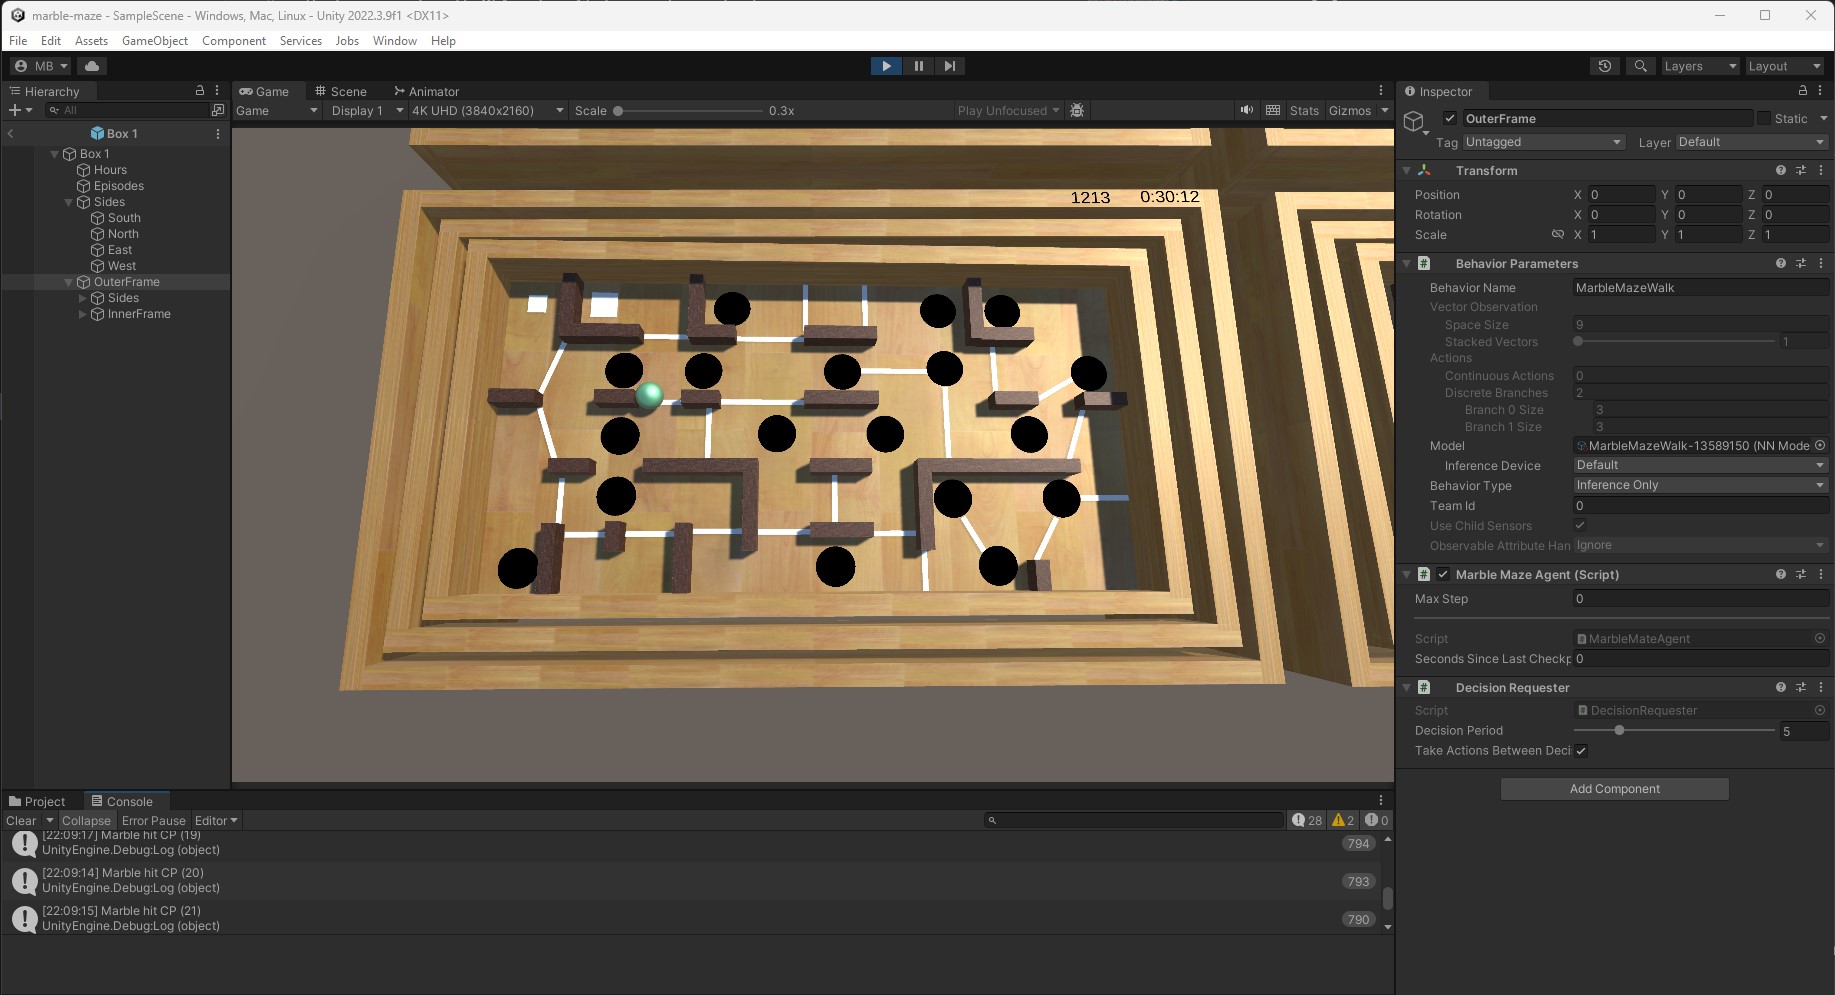 marble-maze - SampleScene - Windows, Mac, Linux - Unity 2022.3.9f1 <DX11>
File Edit Assets GameObject Component Services Jobs Window Help
MB
Layers
Layout
Hierarchy
All
Box 1
Box 1
Hours
Episodes
Sides
South
North
East
West
OuterFrame
Sides
InnerFrame
Game Scene Animator
Game Display 1 4K UHD (3840x2160) Scale 0.3x Play Unfocused Stats Gizmos
1213 0:30:12
Inspector
OuterFrame Static
Tag Untagged Layer Default
Transform
Position X 0 Y 0 Z 0
Rotation X 0 Y 0 Z 0
Scale X 1 Y 1 Z 1
# Behavior Parameters
Behavior Name MarbleMazeWalk
Vector Observation
Space Size 9
Stacked Vectors 1
Actions
Continuous Actions 0
Discrete Branches 2
Branch 0 Size 3
Branch 1 Size 3
Model MarbleMazeWalk-13589150 (NN Mode
Inference Device Default
Behavior Type Inference Only
Team Id 0
Use Child Sensors
Observable Attribute Han Ignore
# Marble Maze Agent (Script)
Max Step 0
Script MarbleMateAgent
Seconds Since Last Checkp 0
# Decision Requester
Script DecisionRequester
Decision Period 5
Take Actions Between Deci
Add Component
Project Console
Clear Collapse Error Pause Editor 28 2 0
[22:09:17] Marble hit CP (19)
UnityEngine.Debug:Log (object)
794
[22:09:14] Marble hit CP (20)
UnityEngine.Debug:Log (object)
793
[22:09:15] Marble hit CP (21)
UnityEngine.Debug:Log (object)
790